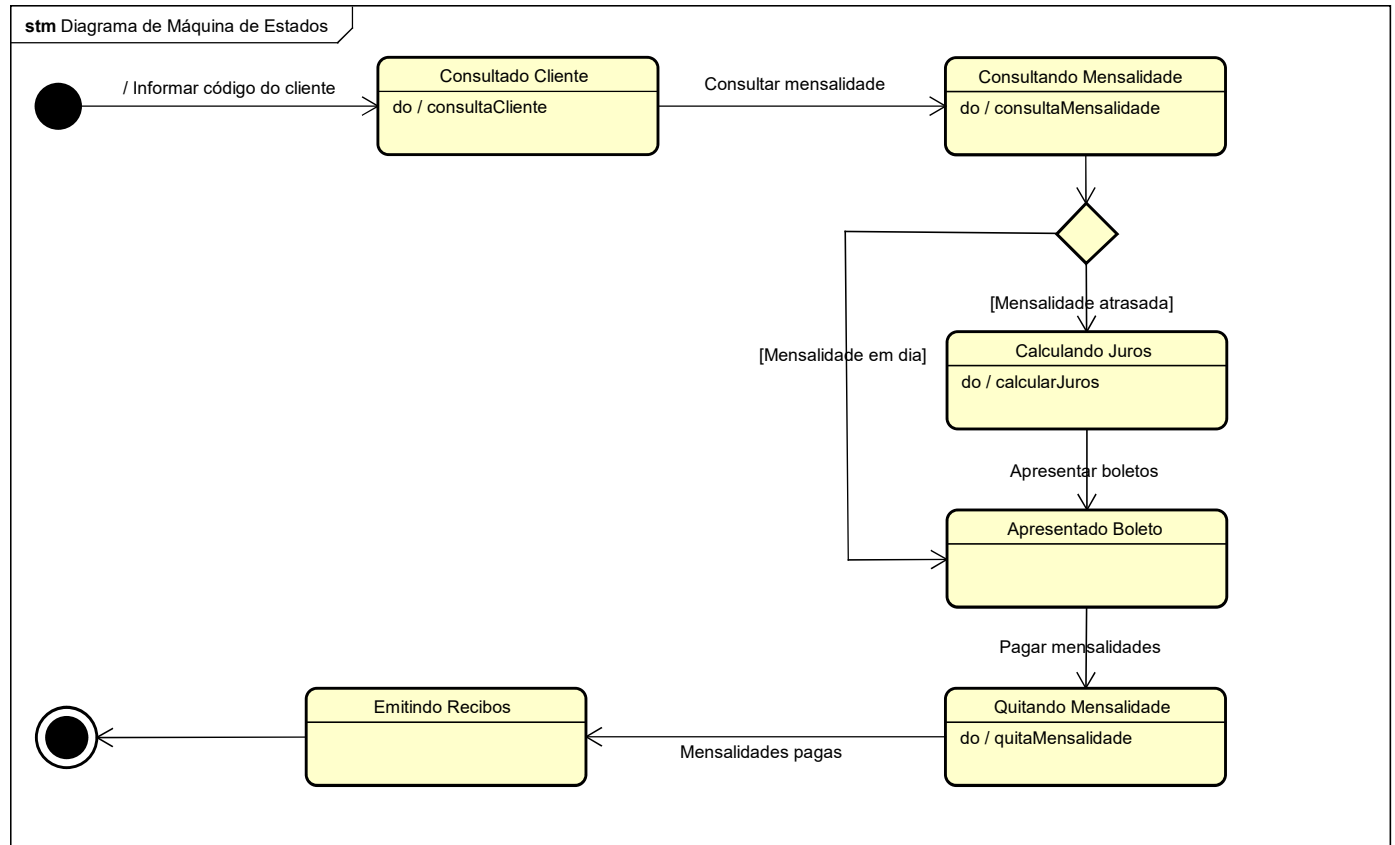 stm Diagrama de Máquina de Estados
/ Informar código do cliente
Consultado Cliente
do / consultaCliente
Consultar mensalidade
Consultando Mensalidade
do / consultaMensalidade
[Mensalidade atrasada]
[Mensalidade em dia]
Calculando Juros
do / calcularJuros
Apresentar boletos
Apresentado Boleto
Pagar mensalidades
Quitando Mensalidade
do / quitaMensalidade
Mensalidades pagas
Emitindo Recibos